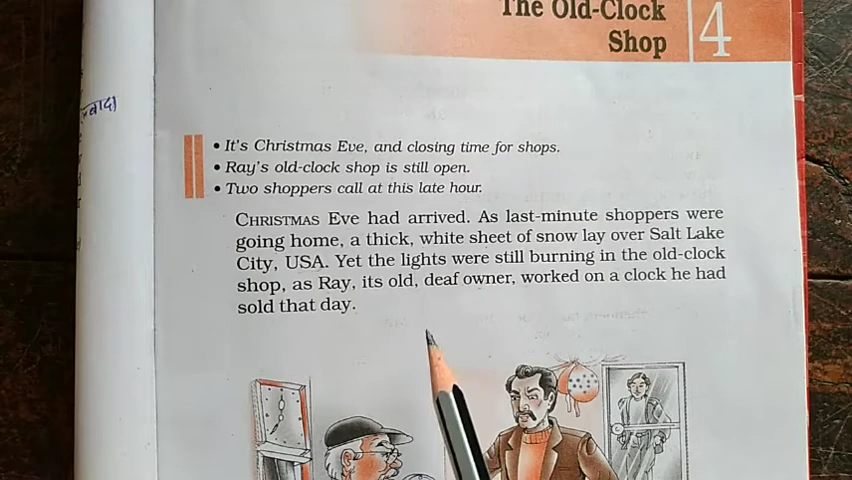 The Old-Clock
Shop
4
• It's Christmas Eve, and closing time for shops.
• Ray's old-clock shop is still open.
• Two shoppers call at this late hour.
CHRISTMAS Eve had arrived. As last-minute shoppers were
going home, a thick, white sheet of snow lay over Salt Lake
City, USA. Yet the lights were still burning in the old-clock
shop, as Ray, its old, deaf owner, worked on a clock he had
sold that day.